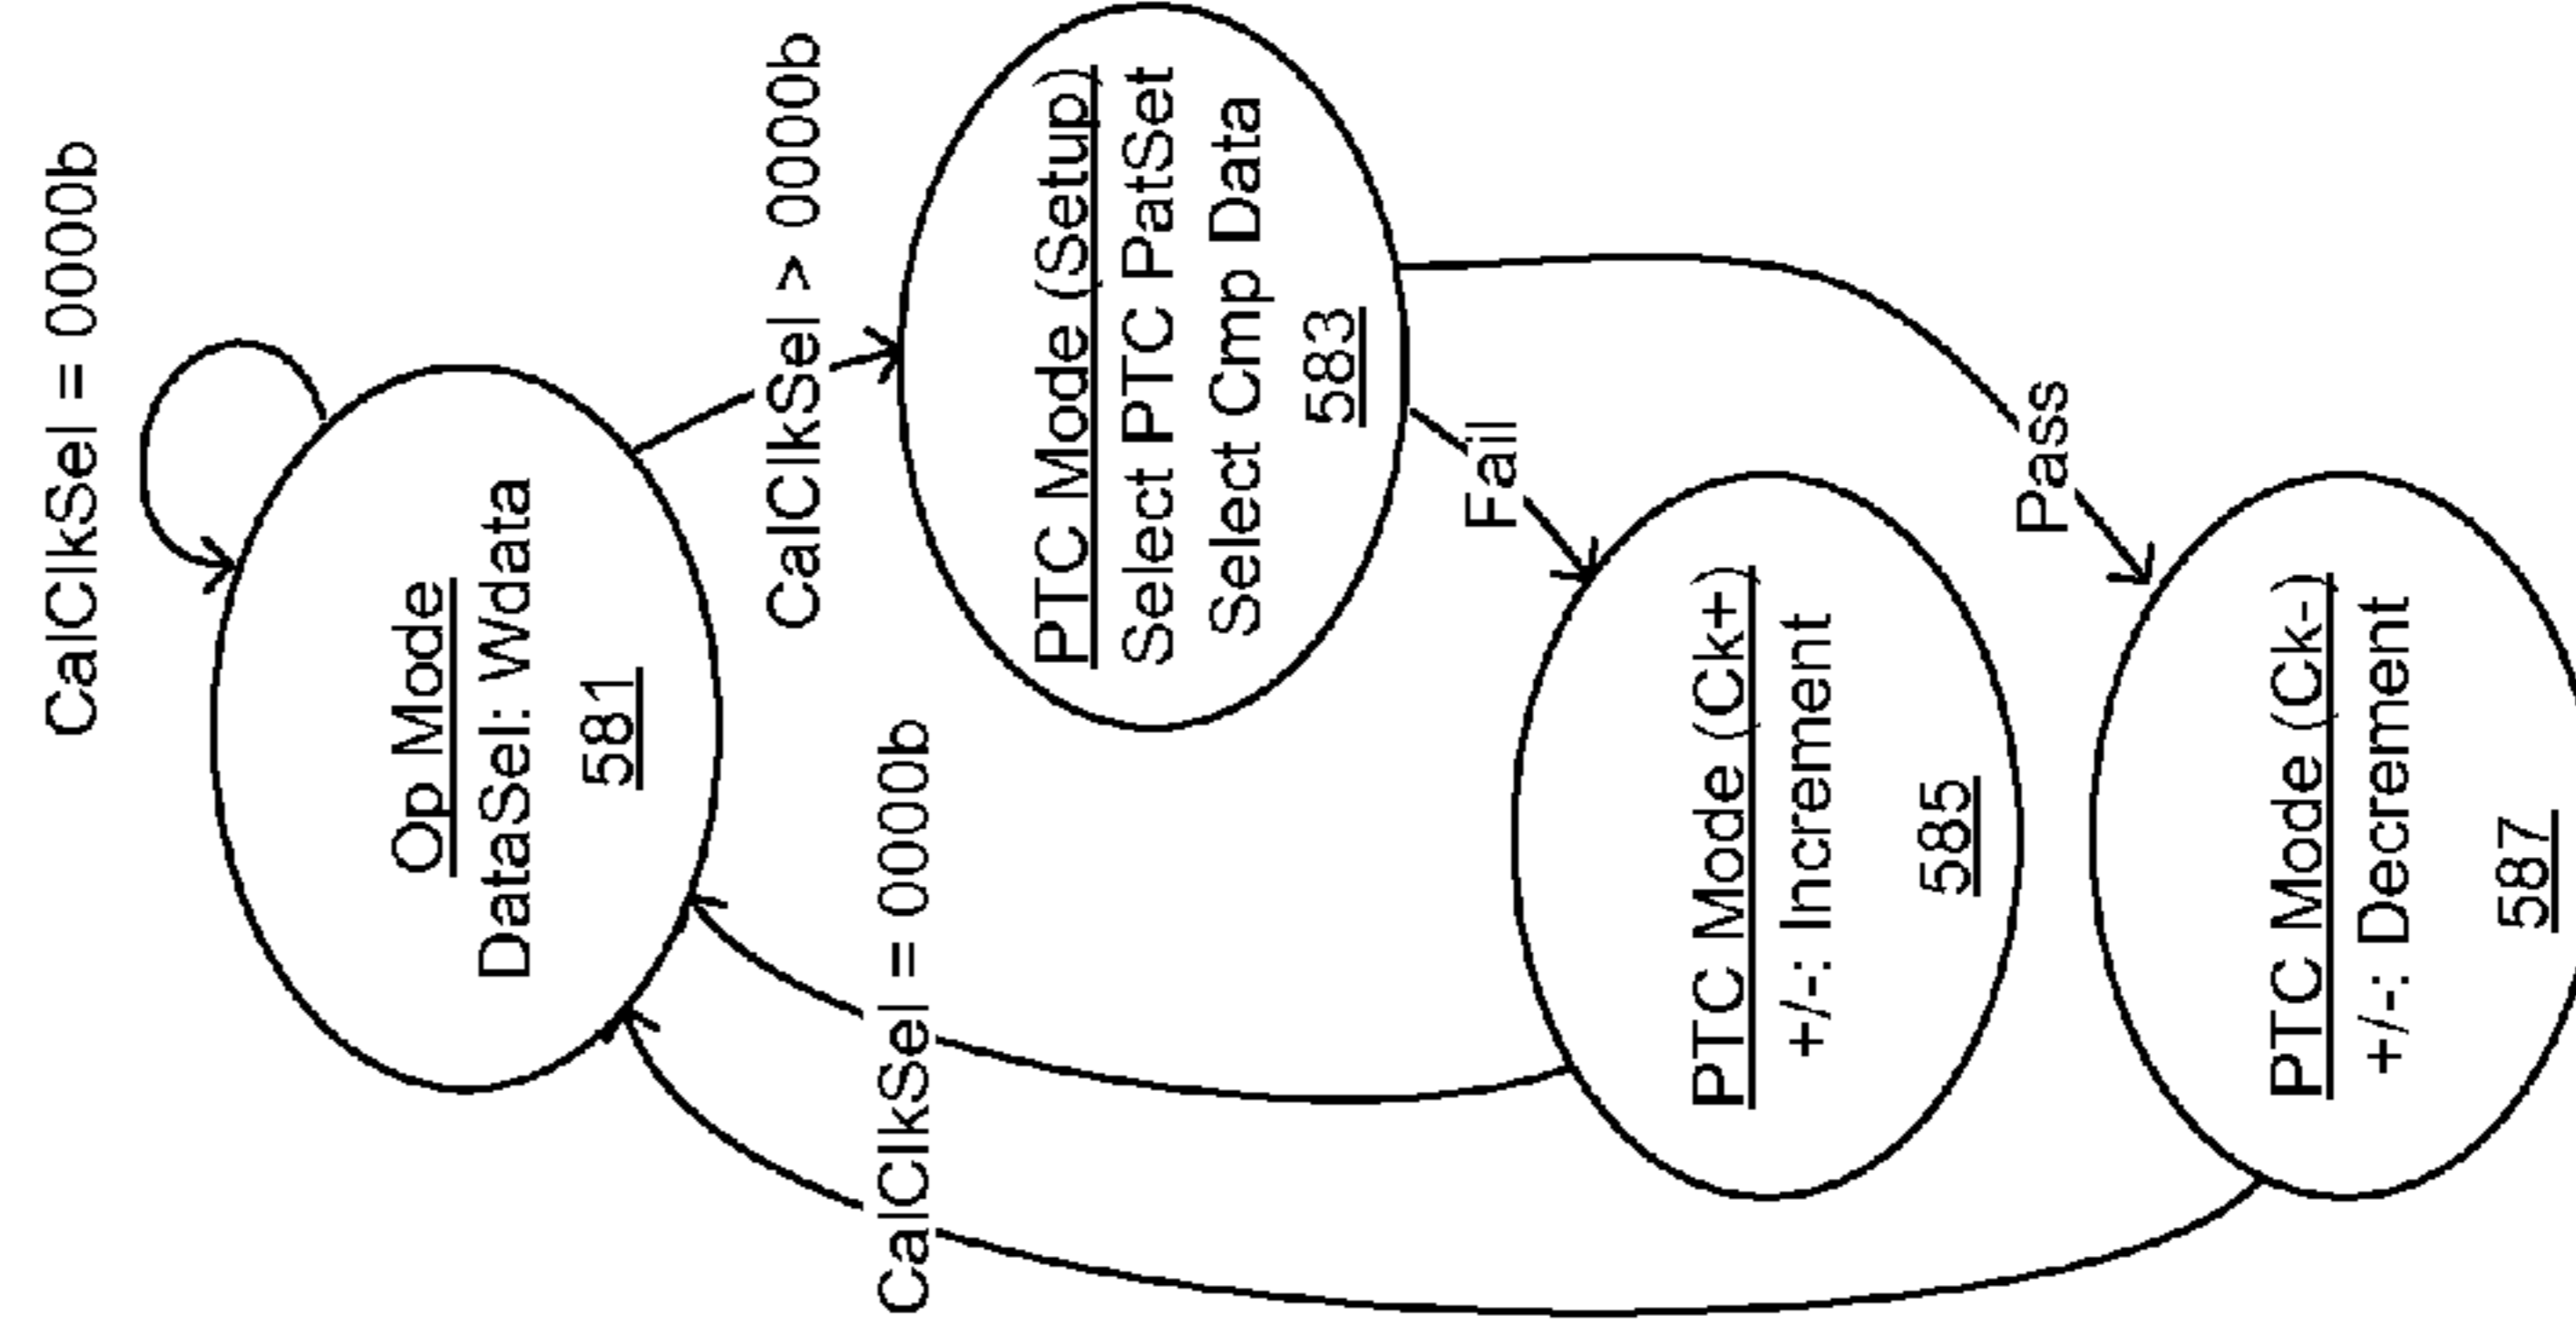 CalClkSel = 0000b
Op Mode
DataSel: Wdata
581
CalClkSel > 0000b
CalClkSel = 0000b
PTC Mode (Setup)
Select PTC PatSet
Select Cmp Data
583
Fail
PTC Mode (Ck+)
+/-: Increment
585
Pass
PTC Mode (Ck-)
+/-: Decrement
587